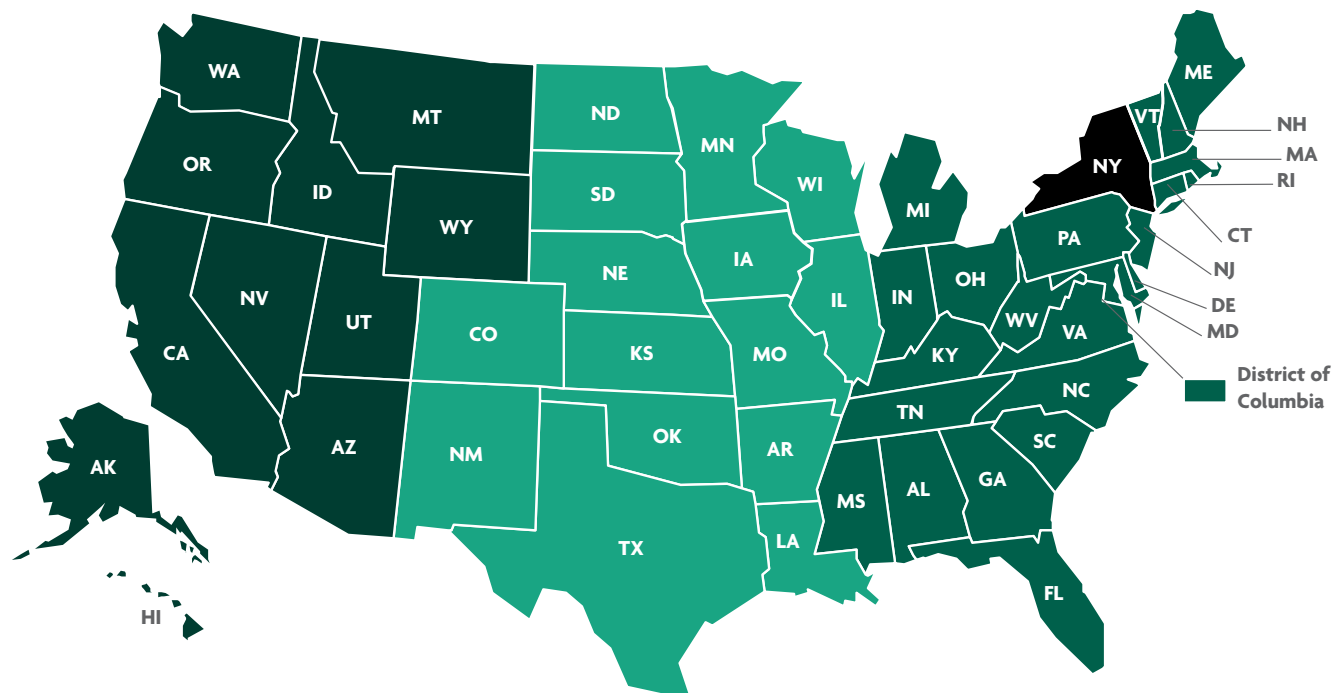 ME
WA
VT
ND
MT
NH
MN
MA
OR
NY
RI
ID
WI
SD
MI
WY
CT
PA
IA
NJ
NE
OH
NV
IN
IL
DE
UT
WV
MD
CO
VA
CA
KS
MO
KY
District of
Columbia
NC
TN
OK
SC
AZ
AR
NM
AK
GA
AL
MS
LA
TX
FL
HI